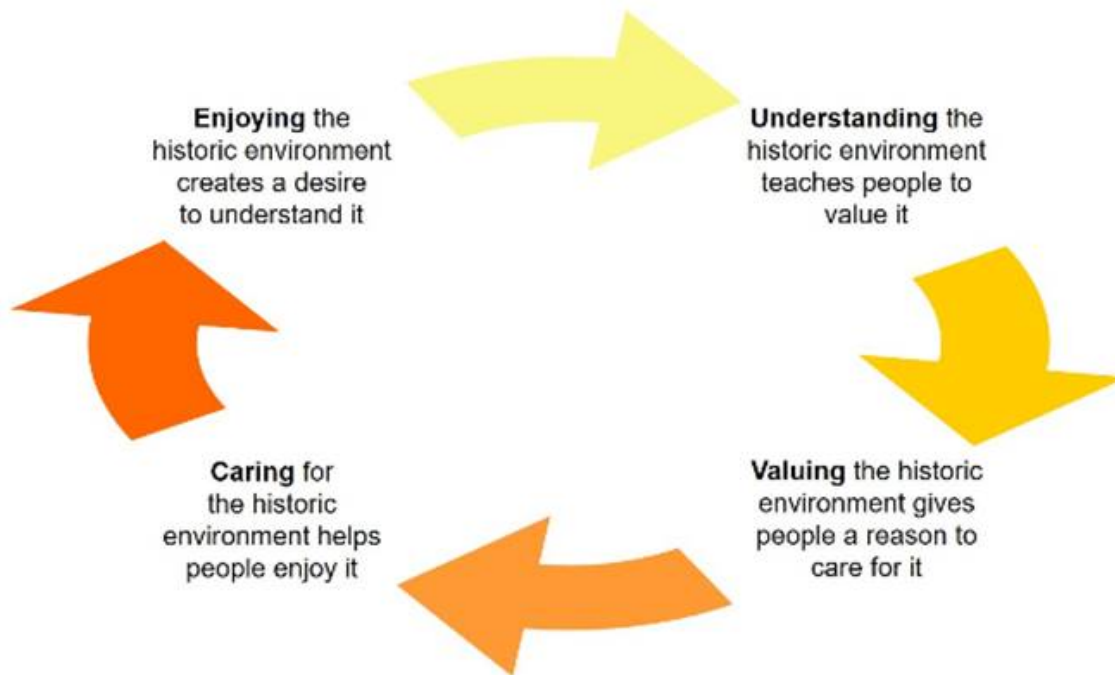 Enjoying the
historic environment
creates a desire
to understand it
Understanding the
historic environment
teaches people to
value it
Valuing the historic
environment gives
people a reason to
care for it
Caring for
the historic
environment helps
people enjoy it